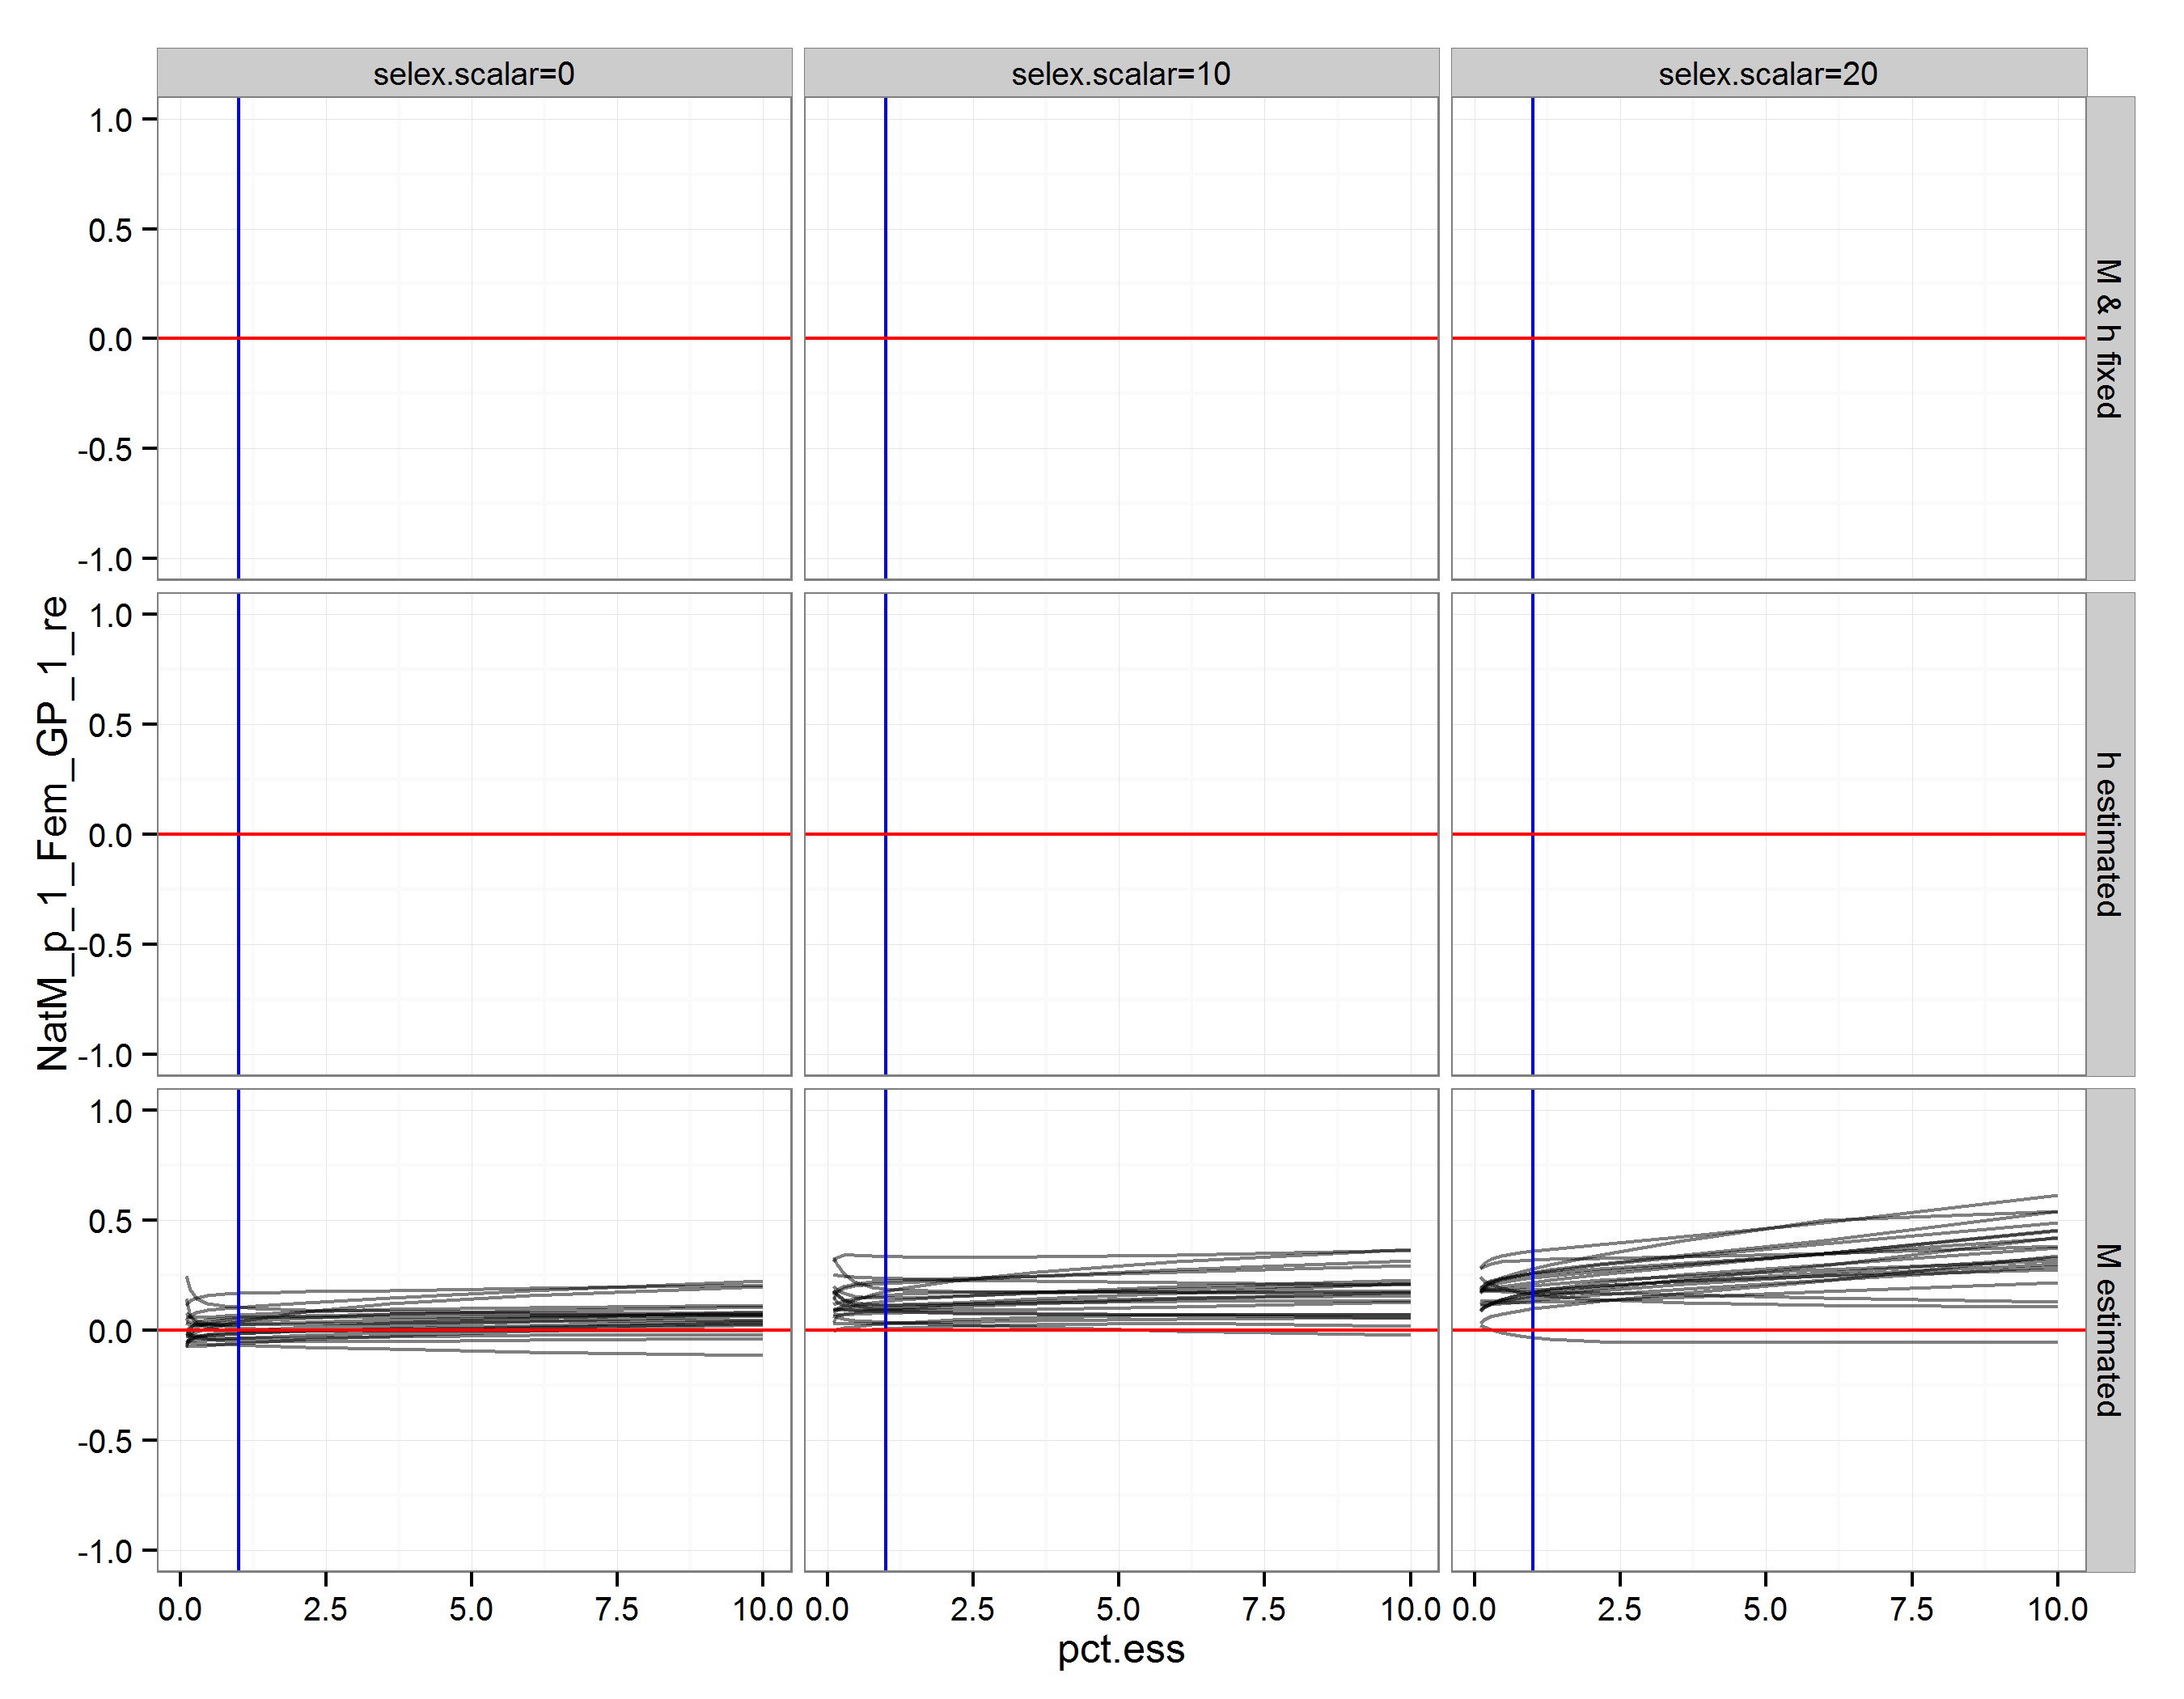 selex.scalar=0 selex.scalar=10 selex.scalar=20
1.0
0.5
0.0
-0.5
-1.0
M & h fixed
NatM_p_1_Fem_GP_1_re
1.0
0.5
0.0
-0.5
-1.0
h estimated
1.0
0.5
0.0
-0.5
-1.0
M estimated
0.0 2.5 5.0 7.5 10.0 0.0 2.5 5.0 7.5 10.0 0.0 2.5 5.0 7.5 10.0
pct.ess